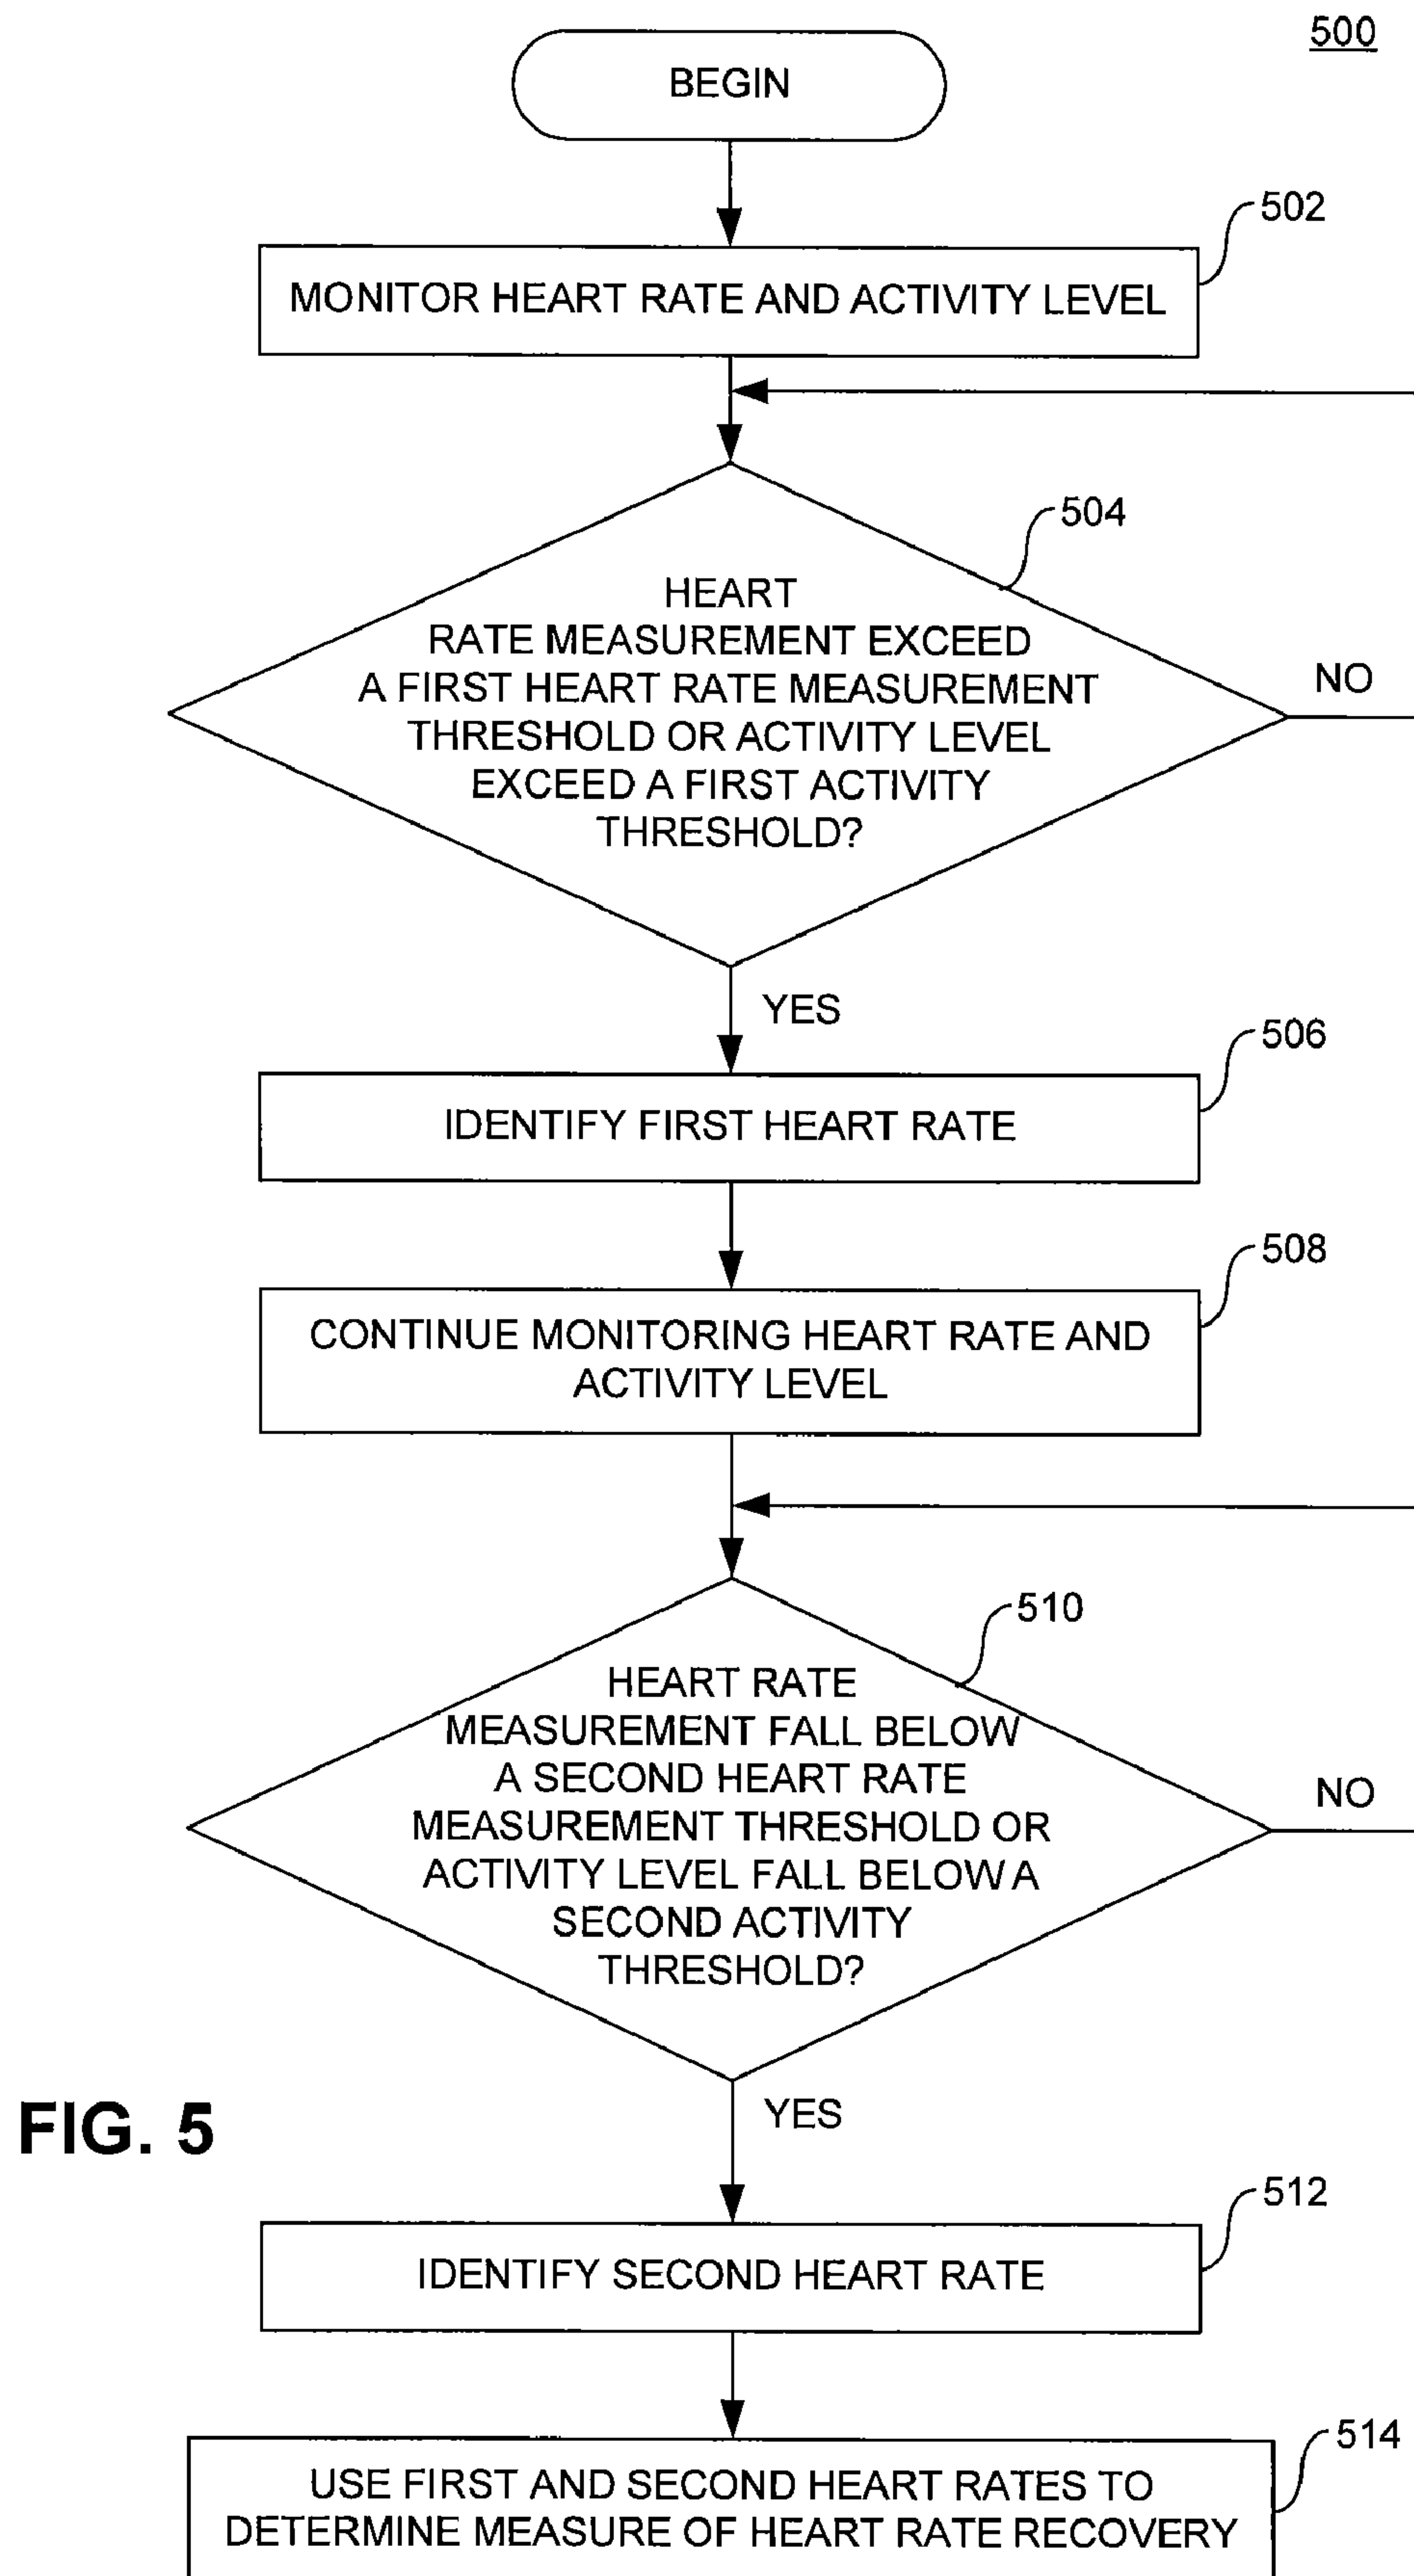 500
BEGIN
502
MONITOR HEART RATE AND ACTIVITY LEVEL
504
HEART
RATE MEASUREMENT EXCEED
A FIRST HEART RATE MEASUREMENT
THRESHOLD OR ACTIVITY LEVEL
EXCEED A FIRST ACTIVITY
THRESHOLD?
NO
YES
506
IDENTIFY FIRST HEART RATE
508
CONTINUE MONITORING HEART RATE AND
ACTIVITY LEVEL
510
HEART RATE
MEASUREMENT FALL BELOW
A SECOND HEART RATE
MEASUREMENT THRESHOLD OR
ACTIVITY LEVEL FALL BELOW A
SECOND ACTIVITY
THRESHOLD?
NO
YES
FIG. 5
512
IDENTIFY SECOND HEART RATE
514
USE FIRST AND SECOND HEART RATES TO
DETERMINE MEASURE OF HEART RATE RECOVERY